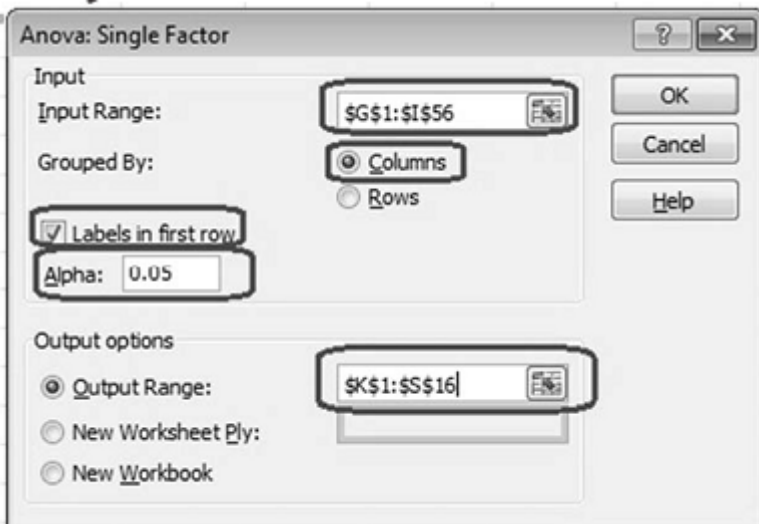 Anova: Single Factor
Input
Input Range: $G$1:$I$56
Grouped By: Columns
Rows
Labels in first row
Alpha: 0.05
OK
Cancel
Help
Output options
Output Range: $K$1:$S$16
New Worksheet Ply:
New Workbook